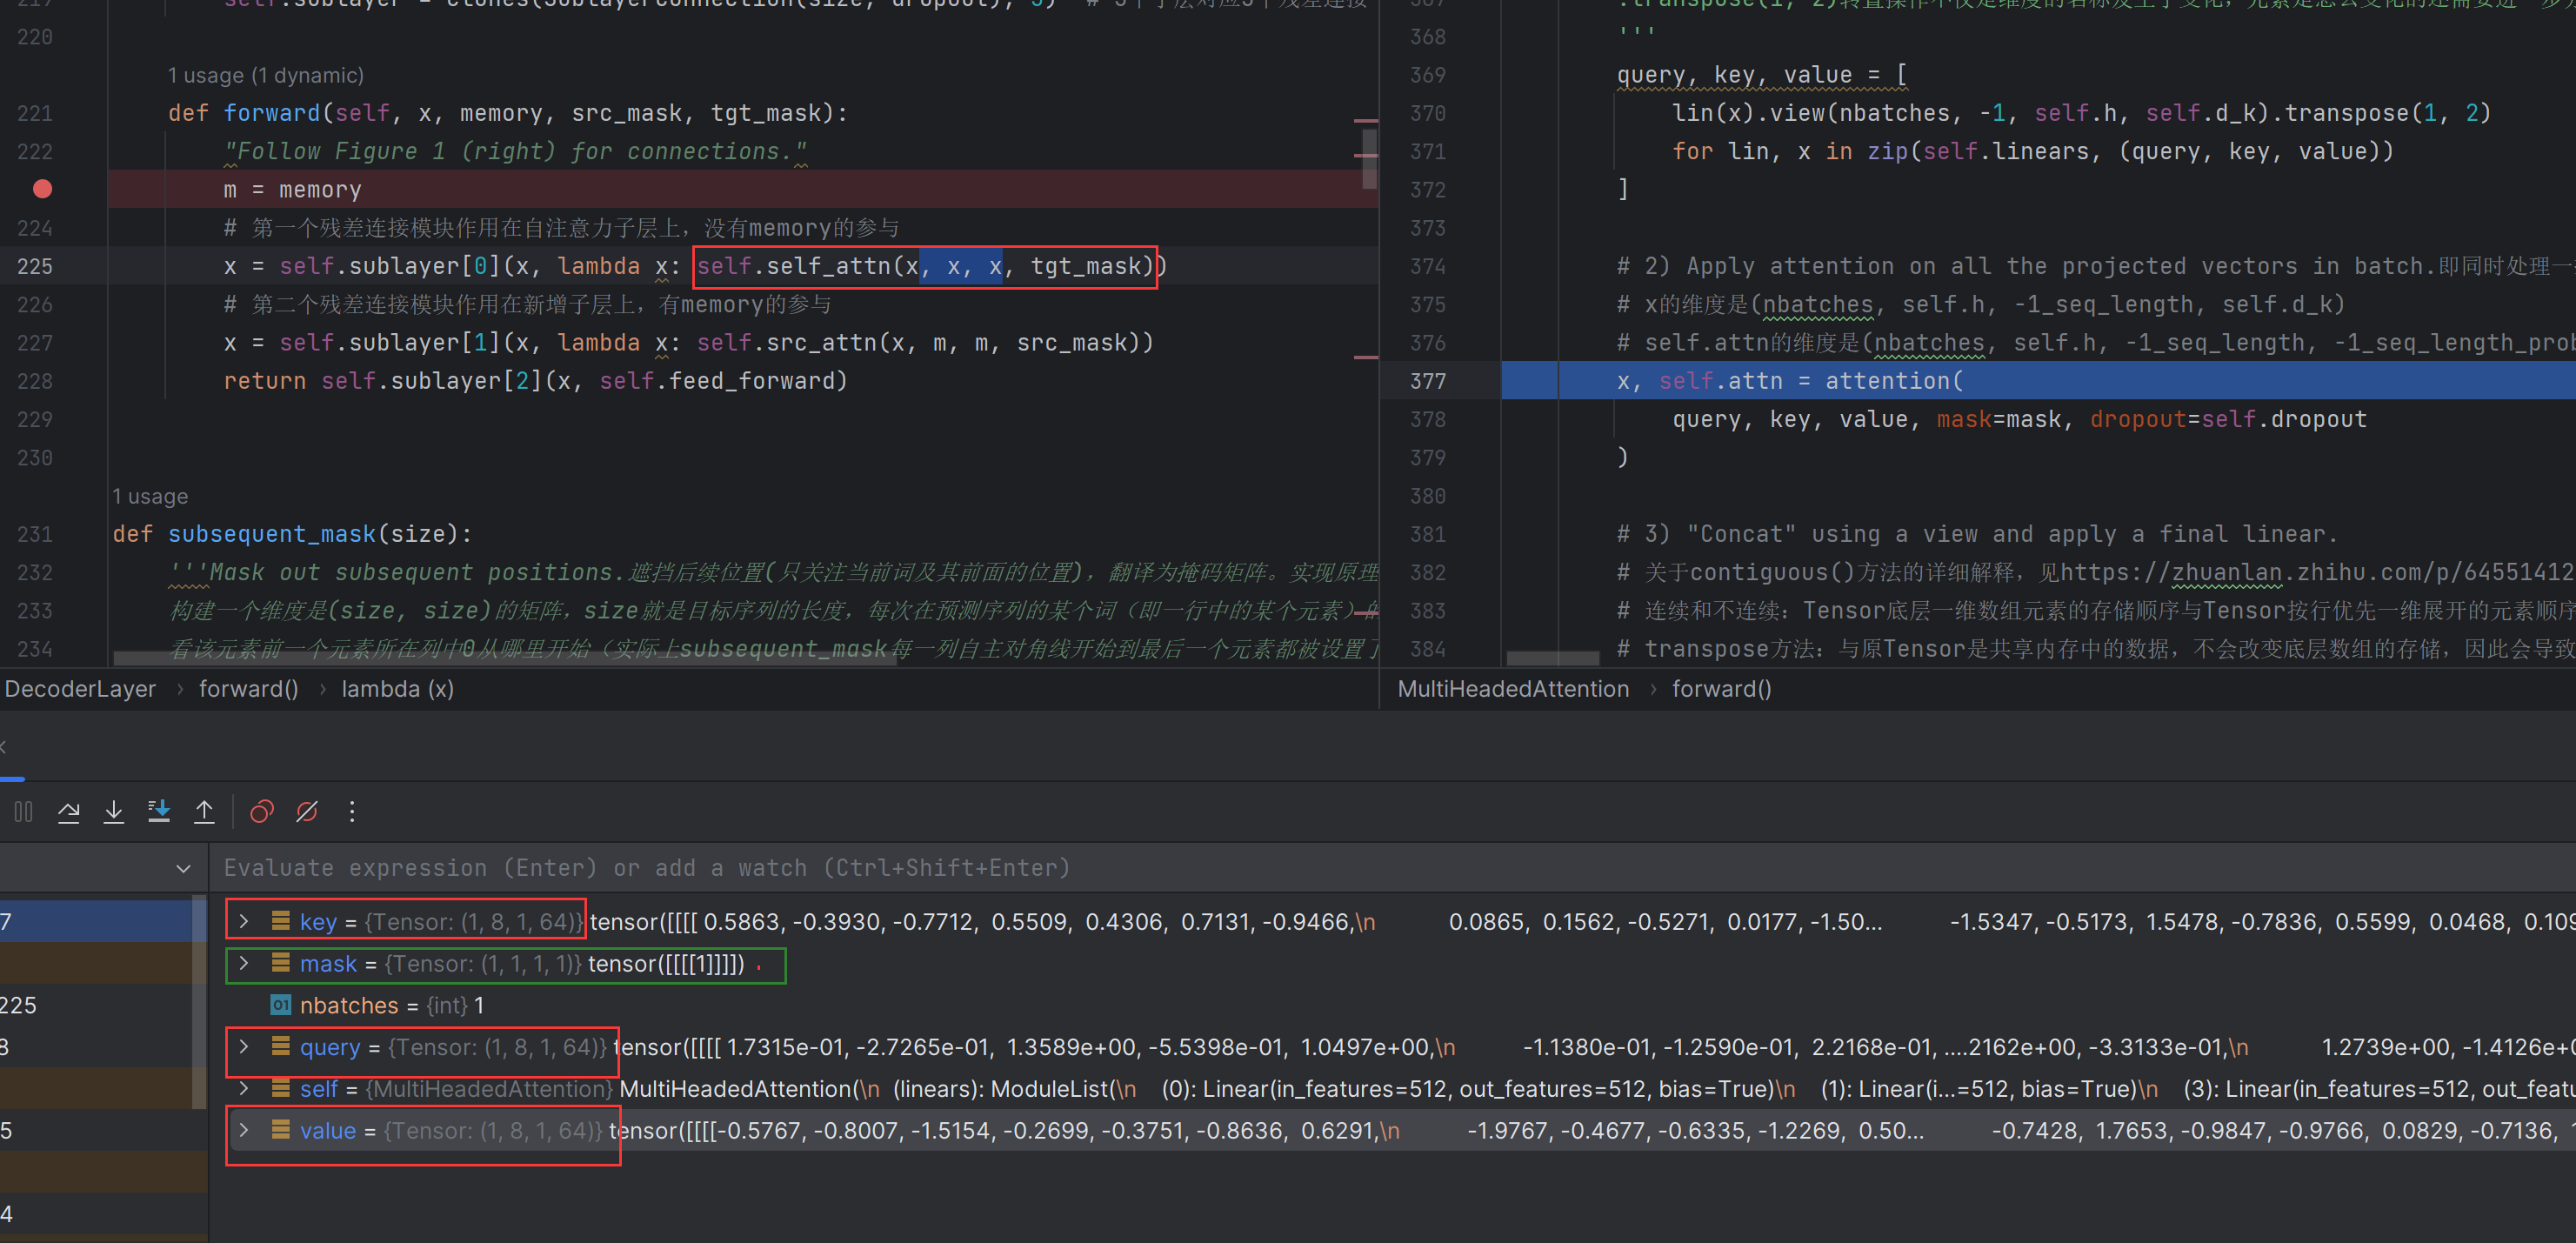 219 self.sublayer = clones(SublayerConnection(size, dropout), 3) # 3个子层对应3个残差连接
220
1 usage (1 dynamic)
221 def forward(self, x, memory, src_mask, tgt_mask):
222 "Follow Figure 1 (right) for connections."
m = memory
224 # 第一个残差连接模块作用在自注意力子层上，没有memory的参与
225 x = self.sublayer[0](x, lambda x: self.self_attn(x, x, x, tgt_mask))
226 # 第二个残差连接模块作用在新增子层上，有memory的参与
227 x = self.sublayer[1](x, lambda x: self.src_attn(x, m, m, src_mask))
228 return self.sublayer[2](x, self.feed_forward)
229
230
1 usage
231 def subsequent_mask(size):
232 '''Mask out subsequent positions.遮挡后续位置(只关注当前词及其前面的位置)，翻译为掩码矩阵。实现原理
233 构建一个维度是(size, size)的矩阵，size就是目标序列的长度，每次在预测序列的某个词（即一行中的某个元素）
234 看该元素前一个元素所在列中0从哪里开始（实际上subsequent_mask每一列自主对角线开始到最后一个元素都被设置了
DecoderLayer › forward() › lambda (x)
367 .transpose(1, 2)转置操作不仅是维度的名称发生了变化，元素是怎么变化的还需要进一步
368 '''
369 query, key, value = [
370 lin(x).view(nbatches, -1, self.h, self.d_k).transpose(1, 2)
371 for lin, x in zip(self.linears, (query, key, value))
372 ]
373
374 # 2) Apply attention on all the projected vectors in batch.即同时处理一
375 # x的维度是(nbatches, self.h, -1_seq_length, self.d_k)
376 # self.attn的维度是(nbatches, self.h, -1_seq_length, -1_seq_length_prob
377 x, self.attn = attention(
378 query, key, value, mask=mask, dropout=self.dropout
379 )
380
381 # 3) "Concat" using a view and apply a final linear.
382 # 关于contiguous()方法的详细解释，见https://zhuanlan.zhihu.com/p/64551412
383 # 连续和不连续：Tensor底层一维数组元素的存储顺序与Tensor按行优先一维展开的元素顺序
384 # transpose方法：与原Tensor是共享内存中的数据，不会改变底层数组的存储，因此会导致
MultiHeadedAttention › forward()
Evaluate expression (Enter) or add a watch (Ctrl+Shift+Enter)
7
225
8
5
4
key = {Tensor: (1, 8, 1, 64)} tensor([[[[ 0.5863, -0.3930, -0.7712, 0.5509, 0.4306, 0.7131, -0.9466,\n 0.0865, 0.1562, -0.5271, 0.0177, -1.50... -1.5347, -0.5173, 1.5478, -0.7836, 0.5599, 0.0468, 0.109
mask = {Tensor: (1, 1, 1, 1)} tensor([[[[1]]]])
01 nbatches = {int} 1
query = {Tensor: (1, 8, 1, 64)} tensor([[[[ 1.7315e-01, -2.7265e-01, 1.3589e+00, -5.5398e-01, 1.0497e+00,\n -1.1380e-01, -1.2590e-01, 2.2168e-01, ....2162e+00, -3.3133e-01,\n 1.2739e+00, -1.4126e+0
self = {MultiHeadedAttention} MultiHeadedAttention(\n (linears): ModuleList(\n (0): Linear(in_features=512, out_features=512, bias=True)\n (1): Linear(i...=512, bias=True)\n (3): Linear(in_features=512, out_featu
value = {Tensor: (1, 8, 1, 64)} tensor([[[[-0.5767, -0.8007, -1.5154, -0.2699, -0.3751, -0.8636, 0.6291,\n -1.9767, -0.4677, -0.6335, -1.2269, 0.50... -0.7428, 1.7653, -0.9847, -0.9766, 0.0829, -0.7136, 1